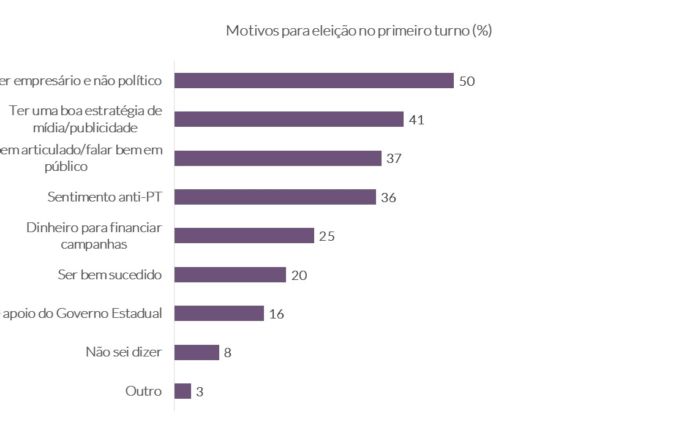 Motivos para eleição no primeiro turno (%)
er empresário e não político
50
Ter uma boa estratégia de
mídia/publicidade
41
em articulado/falar bem em
público
37
Sentimento anti-PT
36
Dinheiro para financiar
campanhas
25
Ser bem sucedido
20
apoio do Governo Estadual
16
Não sei dizer
8
Outro
3